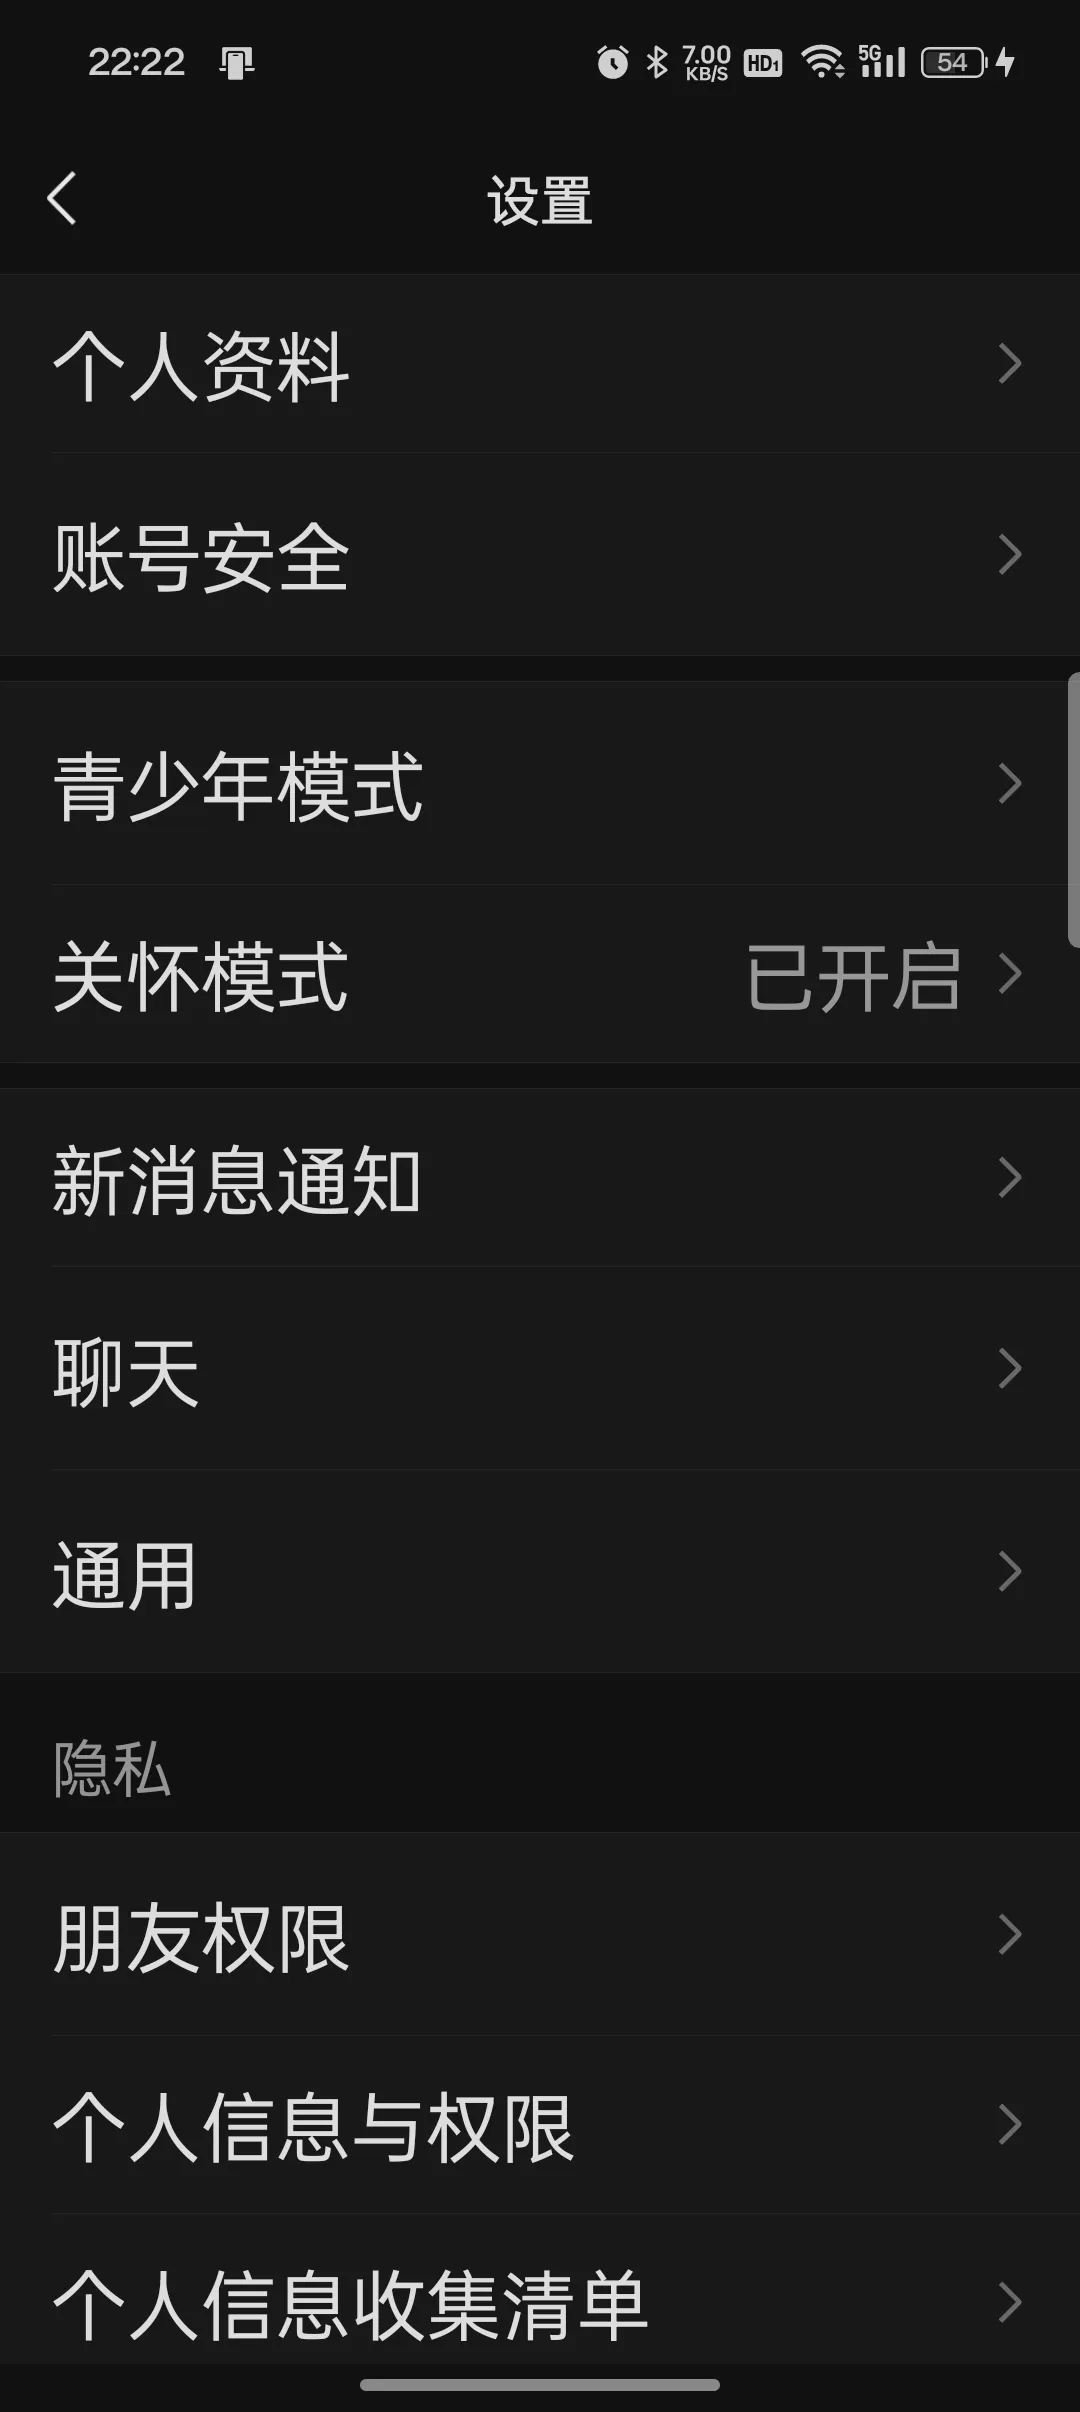 22:22 7.00 KB/S HD1 5G 54
设置
个人资料
账号安全
青少年模式
关怀模式 已开启
新消息通知
聊天
通用
隐私
朋友权限
个人信息与权限
个人信息收集清单